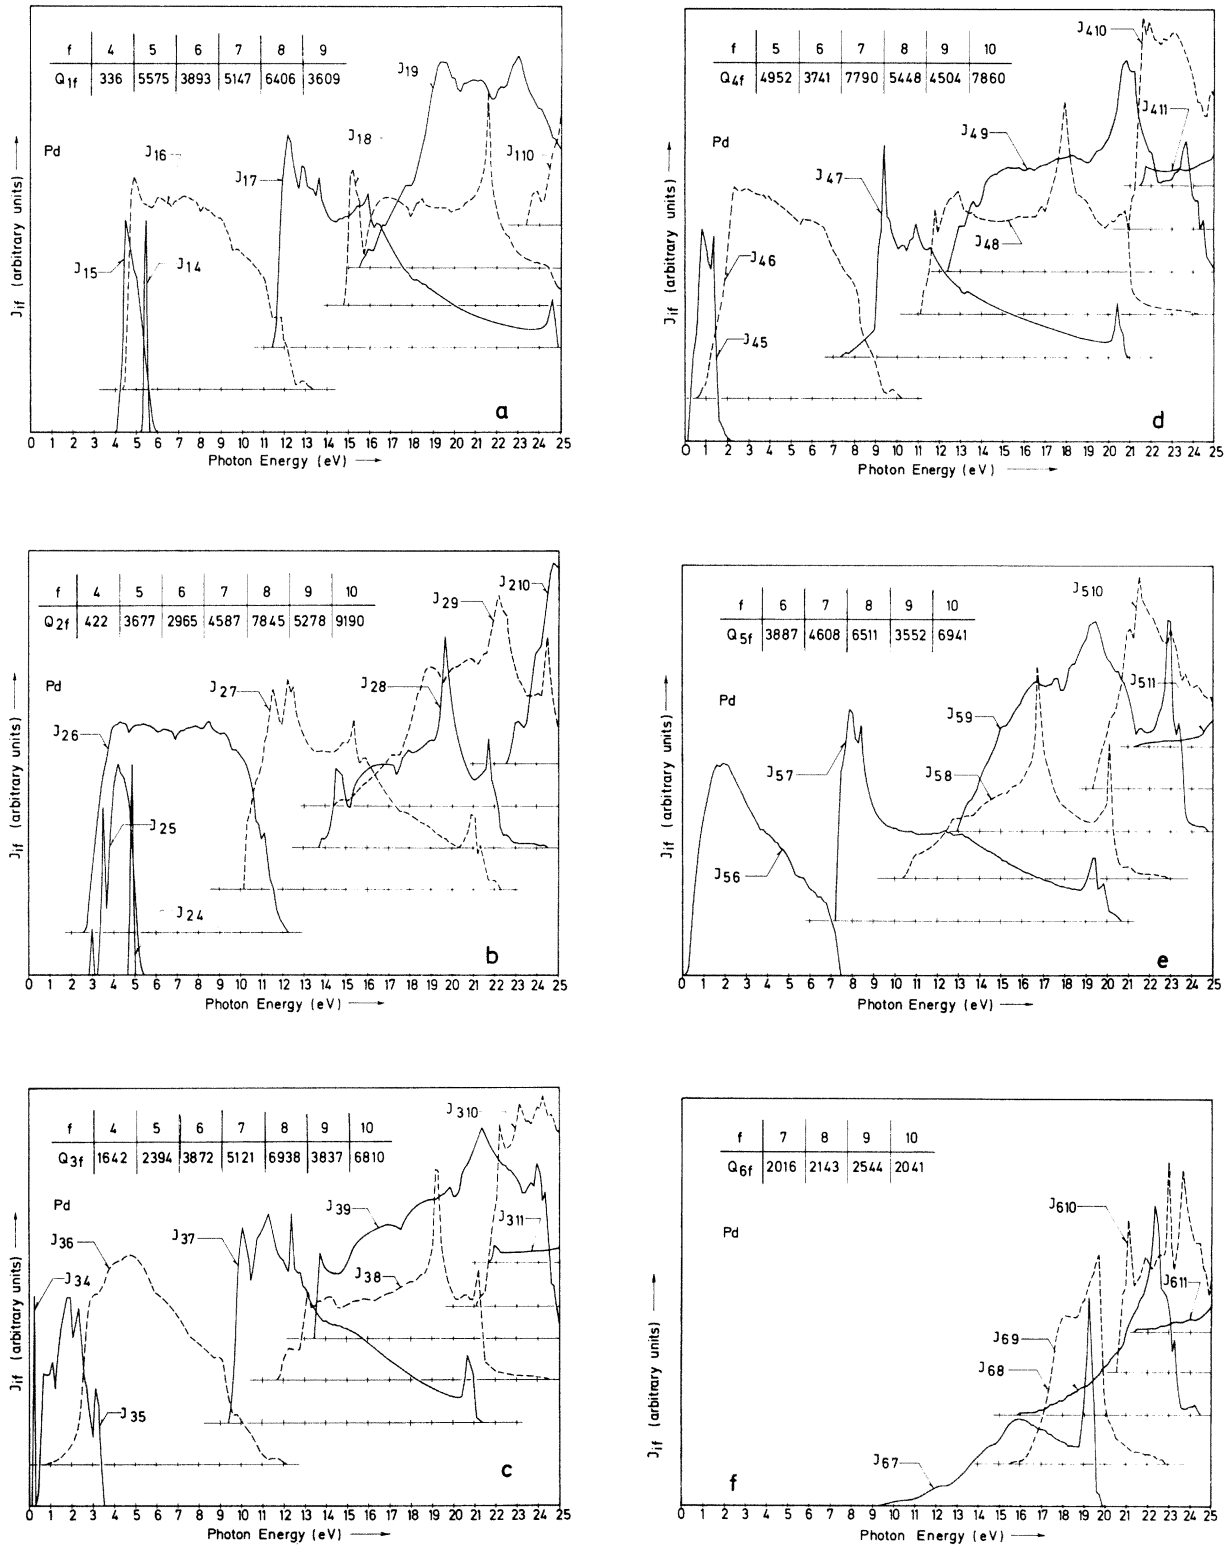 f 4 5 6 7 8 9
Q1f 336 5575 3893 5147 6406 3609
Pd
J19
J18
J16
J110
J17
J15
J14
a
Jif (arbitrary units)
0 1 2 3 4 5 6 7 8 9 10 11 12 13 14 15 16 17 18 19 20 21 22 23 24 25
Photon Energy (eV)
f 5 6 7 8 9 10
Q4f 4952 3741 7790 5448 4504 7860
Pd
J410
J411
J49
J47
J48
J46
J45
d
Jif (arbitrary units)
0 1 2 3 4 5 6 7 8 9 10 11 12 13 14 15 16 17 18 19 20 21 22 23 24 25
Photon Energy (eV)
f 4 5 6 7 8 9 10
Q2f 422 3677 2965 4587 7845 5278 9190
Pd
J210
J29
J27
J28
J26
J25
J24
b
Jif (arbitrary units)
0 1 2 3 4 5 6 7 8 9 10 11 12 13 14 15 16 17 18 19 20 21 22 23 24 25
Photon Energy (eV)
f 6 7 8 9 10
Q5f 3887 4608 6511 3552 6941
Pd
J510
J511
J59
J57
J58
J56
e
Jif (arbitrary units)
0 1 2 3 4 5 6 7 8 9 10 11 12 13 14 15 16 17 18 19 20 21 22 23 24 25
Photon Energy (eV)
f 4 5 6 7 8 9 10
Q3f 1642 2394 3872 5121 6938 3837 6810
Pd
J310
J39
J311
J36
J37
J38
J34
J35
c
Jif (arbitrary units)
0 1 2 3 4 5 6 7 8 9 10 11 12 13 14 15 16 17 18 19 20 21 22 23 24 25
Photon Energy (eV)
f 7 8 9 10
Q6f 2016 2143 2544 2041
Pd
J610
J611
J69
J68
J67
f
Jif (arbitrary units)
0 1 2 3 4 5 6 7 8 9 10 11 12 13 14 15 16 17 18 19 20 21 22 23 24 25
Photon Energy (eV)